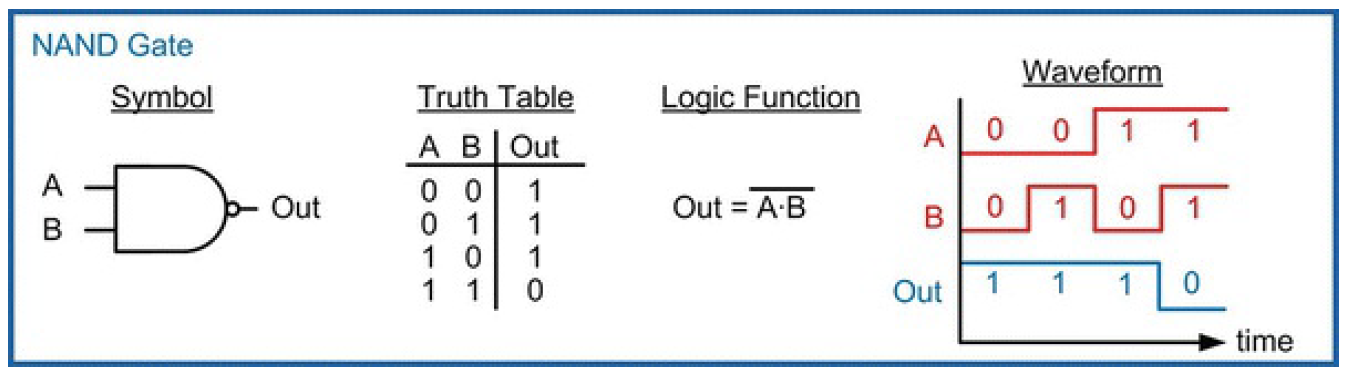 NAND Gate
Symbol
A
B
Out
Truth Table
A B Out
0 0 1
0 1 1
1 0 1
1 1 0
Logic Function
Out = \overline{A·B}
Waveform
A 0 0 1 1
B 0 1 0 1
Out 1 1 1 0
time